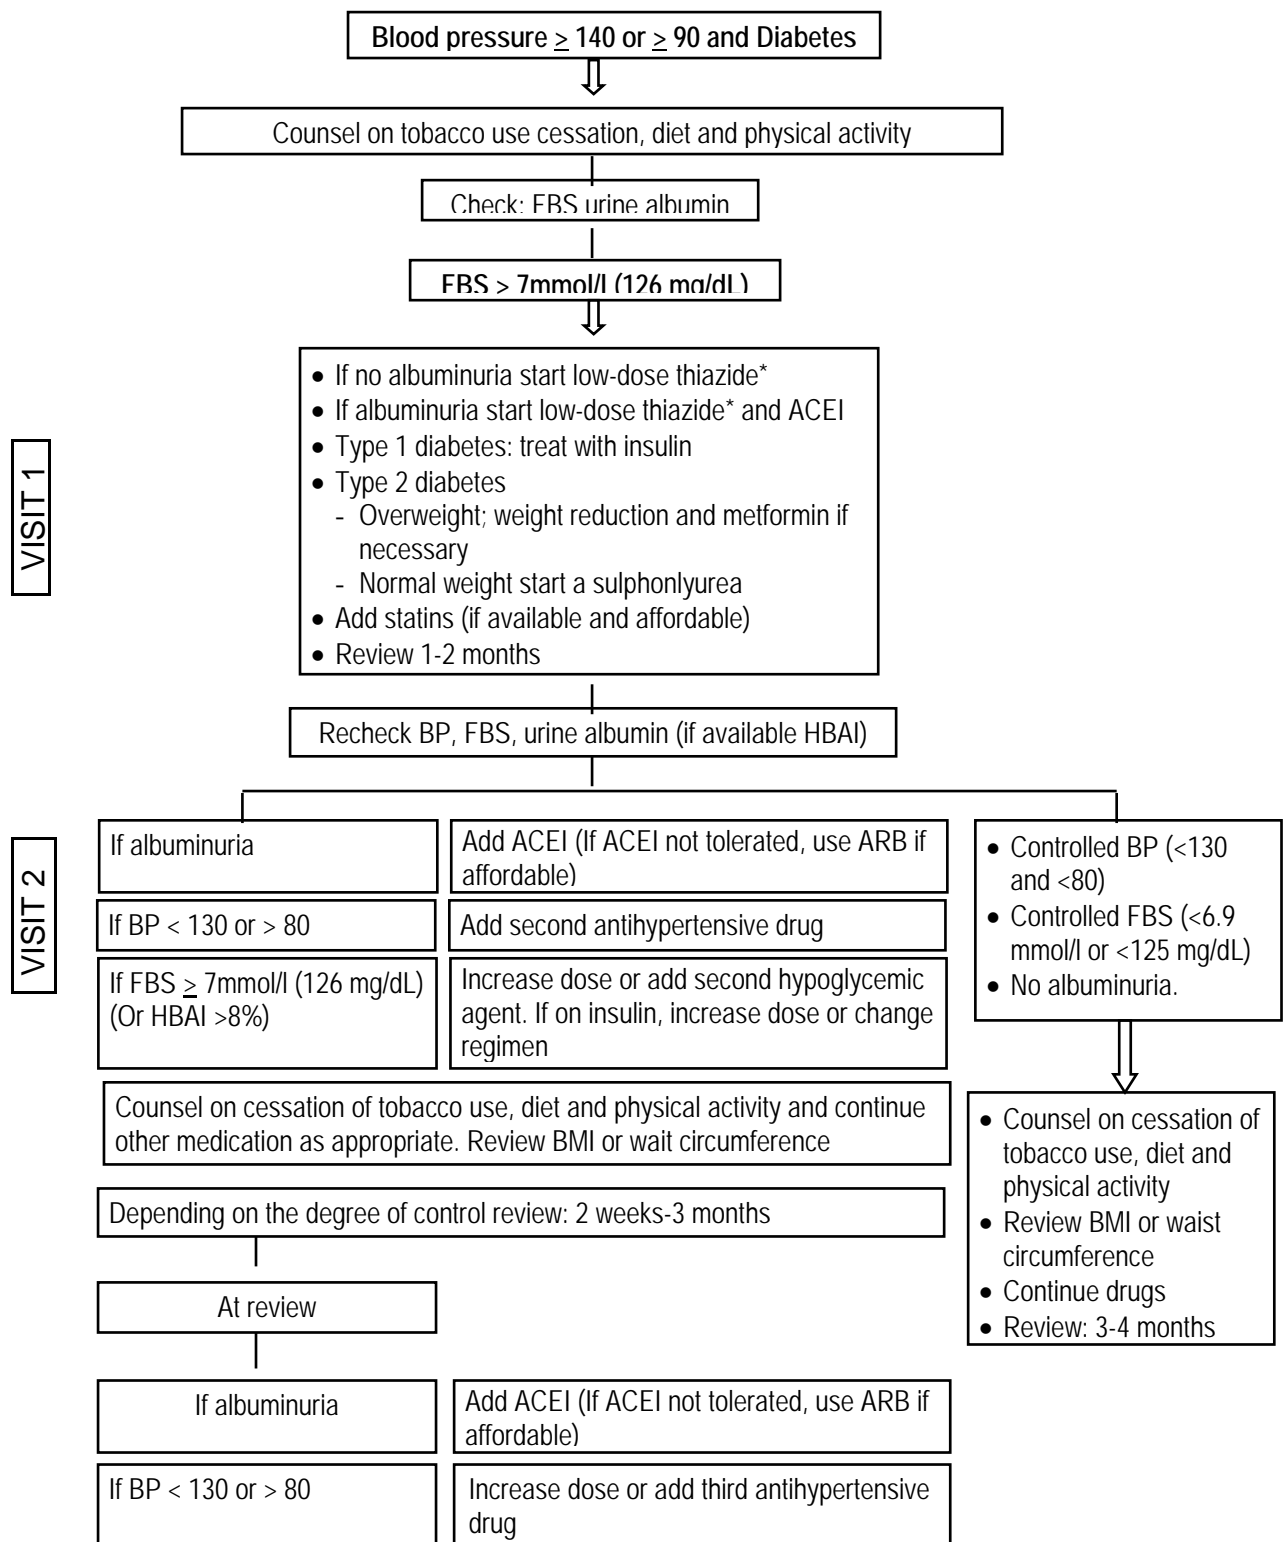 Blood pressure ≥ 140 or ≥ 90 and Diabetes
Counsel on tobacco use cessation, diet and physical activity
Check: FBS urine albumin
FBS > 7mmol/l (126 mg/dL)
VISIT 1
• If no albuminuria start low-dose thiazide*
• If albuminuria start low-dose thiazide* and ACEI
• Type 1 diabetes: treat with insulin
• Type 2 diabetes
- Overweight; weight reduction and metformin if
necessary
- Normal weight start a sulphonlyurea
• Add statins (if available and affordable)
• Review 1-2 months
Recheck BP, FBS, urine albumin (if available HBAI)
VISIT 2
If albuminuria
Add ACEI (If ACEI not tolerated, use ARB if
affordable)
If BP < 130 or > 80
Add second antihypertensive drug
If FBS ≥ 7mmol/l (126 mg/dL)
(Or HBAI >8%)
Increase dose or add second hypoglycemic
agent. If on insulin, increase dose or change
regimen
• Controlled BP (<130
and <80)
• Controlled FBS (<6.9
mmol/l or <125 mg/dL)
• No albuminuria.
Counsel on cessation of tobacco use, diet and physical activity and continue
other medication as appropriate. Review BMI or wait circumference
Depending on the degree of control review: 2 weeks-3 months
• Counsel on cessation of
tobacco use, diet and
physical activity
• Review BMI or waist
circumference
• Continue drugs
• Review: 3-4 months
At review
If albuminuria
Add ACEI (If ACEI not tolerated, use ARB if
affordable)
If BP < 130 or > 80
Increase dose or add third antihypertensive
drug